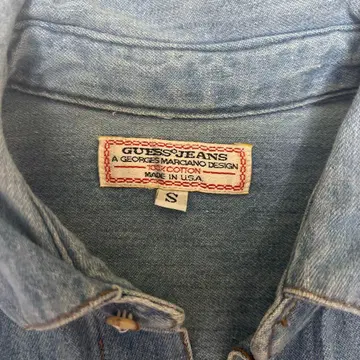 GUESS? JEANS
A GEORGES MARCIANO DESIGN
100% COTTON
MADE IN U.S.A.
S